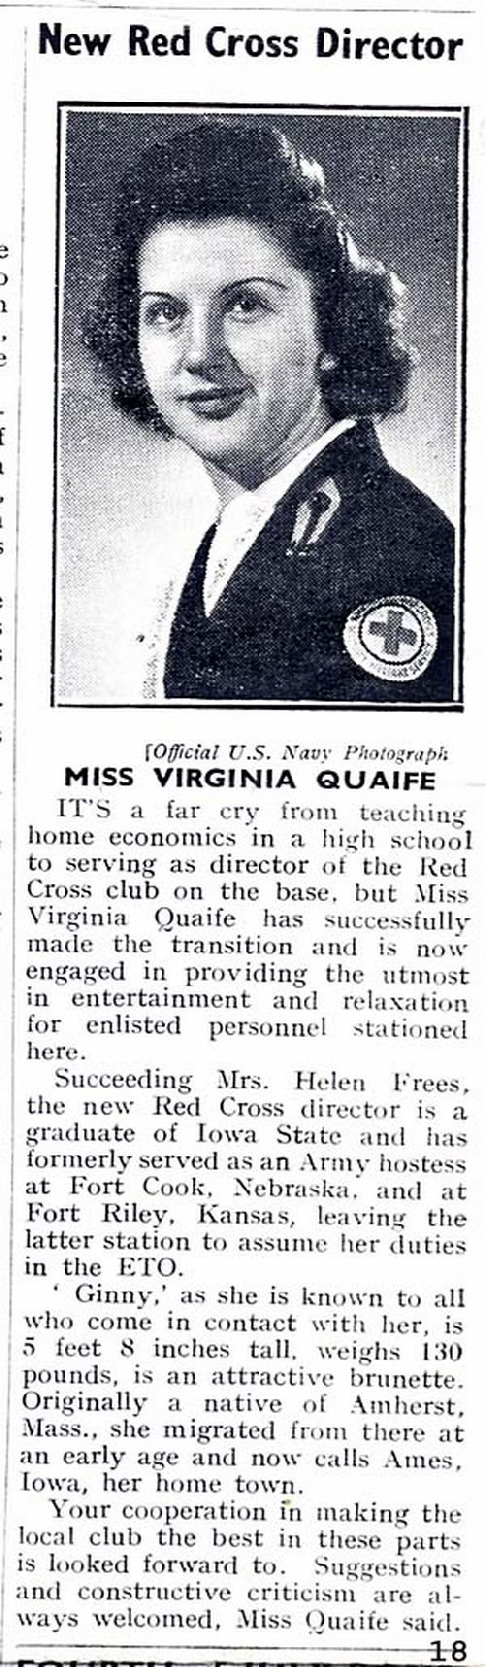 New Red Cross Director
[Official U.S. Navy Photograph
MISS VIRGINIA QUAIFE
IT'S a far cry from teaching
home economics in a high school
to serving as director of the Red
Cross club on the base, but Miss
Virginia Quaife has successfully
made the transition and is now
engaged in providing the utmost
in entertainment and relaxation
for enlisted personnel stationed
here.
Succeeding Mrs. Helen Frees,
the new Red Cross director is a
graduate of Iowa State and has
formerly served as an Army hostess
at Fort Cook, Nebraska, and at
Fort Riley, Kansas, leaving the
latter station to assume her duties
in the ETO.
' Ginny,' as she is known to all
who come in contact with her, is
5 feet 8 inches tall, weighs 130
pounds, is an attractive brunette.
Originally a native of Amherst,
Mass., she migrated from there at
an early age and now calls Ames,
Iowa, her home town.
Your cooperation in making the
local club the best in these parts
is looked forward to. Suggestions
and constructive criticism are al-
ways welcomed, Miss Quaife said.
18